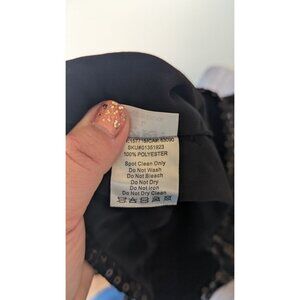 SKU#01351923
100% POLYESTER
Spot Clean Only
Do Not Wash
Do Not Bleach
Do Not Dry
Do Not Iron
Do Not Dry Clean